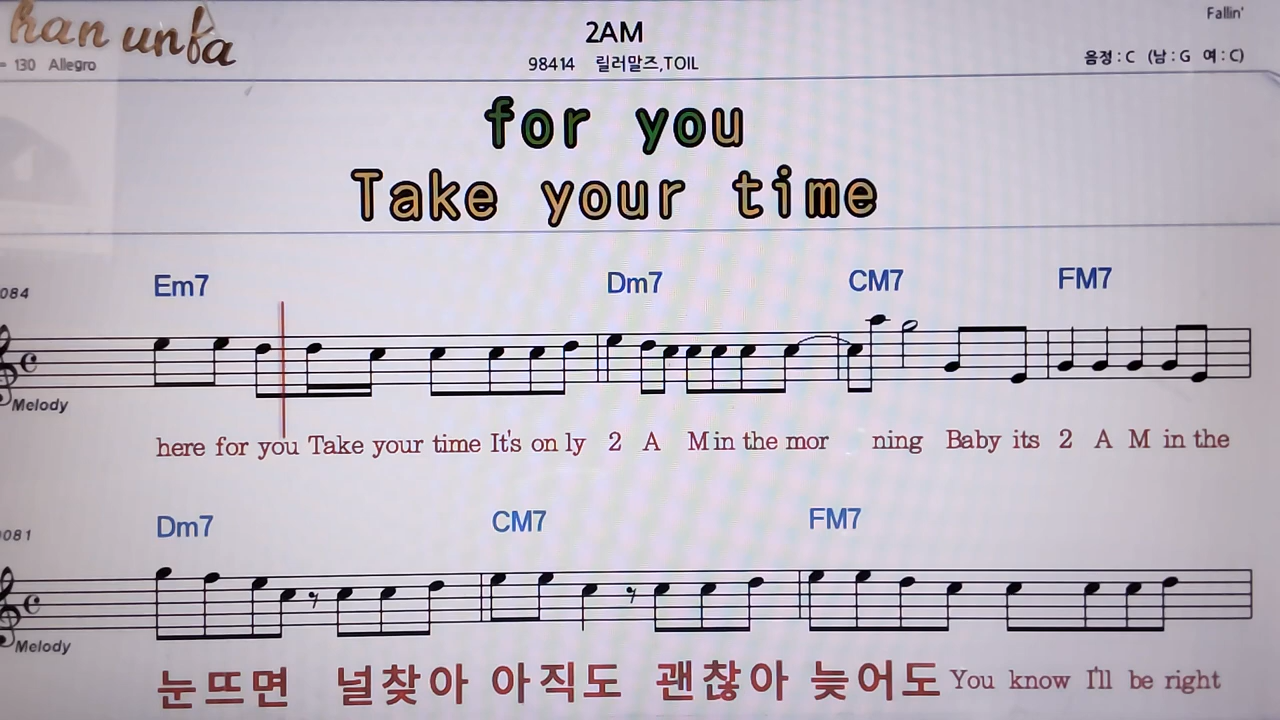 han unfa
Fallin'
2AM
= 130 Allegro
98414 릴러말즈,TOIL
음정 : C (남 : G 여 : C)
for you
Take your time
084
Em7 Dm7 CM7 FM7
Melody
here for you Take your time It's on ly 2 A M in the mor ning Baby its 2 A M in the
081
Dm7 CM7 FM7
Melody
눈뜨면 널찾아 아직도 괜찮아 늦어도 You know I'll be right